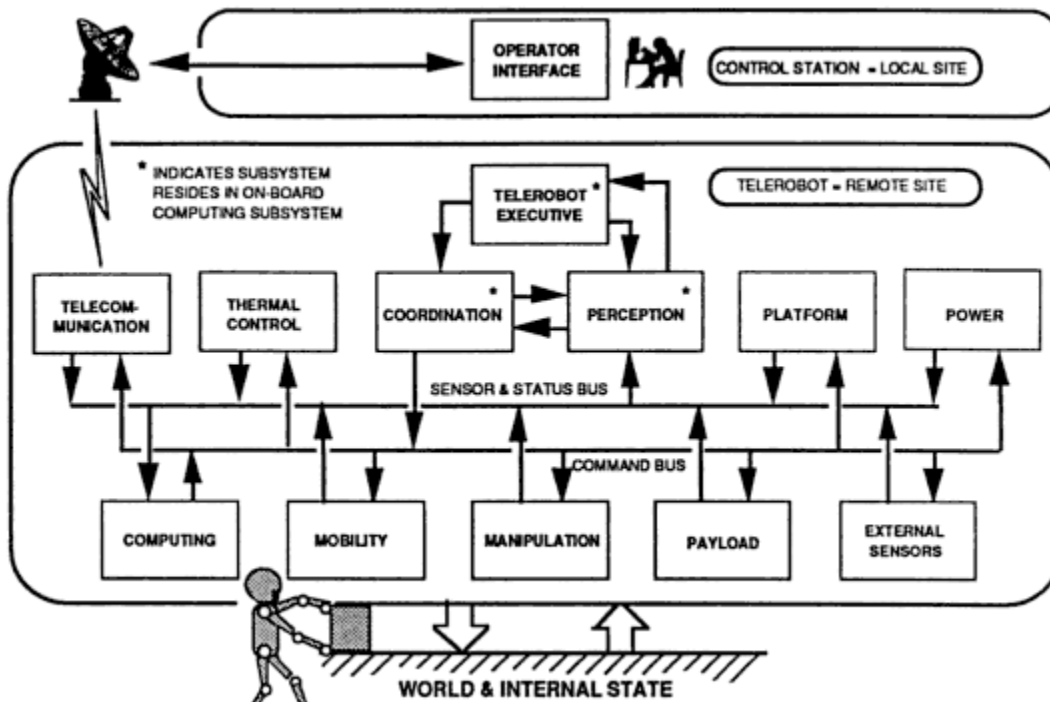 OPERATOR
INTERFACE
CONTROL STATION = LOCAL SITE
* INDICATES SUBSYSTEM
RESIDES IN ON-BOARD
COMPUTING SUBSYSTEM
TELEROBOT *
EXECUTIVE
TELEROBOT = REMOTE SITE
TELECOM-
MUNICATION
THERMAL
CONTROL
*
COORDINATION
*
PERCEPTION
PLATFORM
POWER
SENSOR & STATUS BUS
COMMAND BUS
COMPUTING
MOBILITY
MANIPULATION
PAYLOAD
EXTERNAL
SENSORS
WORLD & INTERNAL STATE